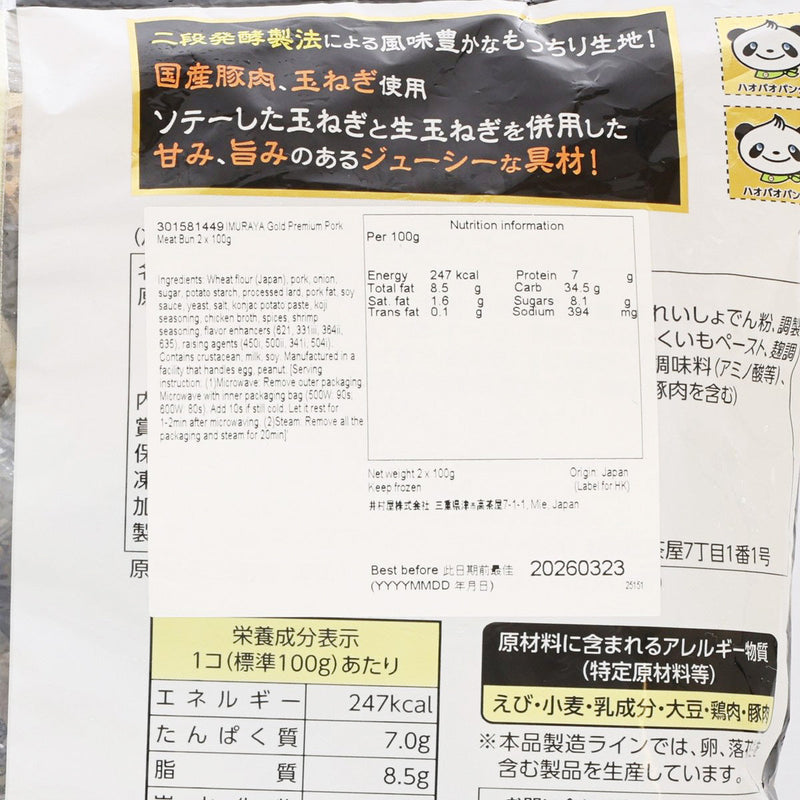 二段発酵製法による風味豊かなもっちり生地!
国産豚肉、玉ねぎ使用
ソテーした玉ねぎと生玉ねぎを併用した
甘み、旨みのあるジューシーな具材!
ハオパオパン
ハオパオパン
301581449 IMURAYA Gold Premium Pork
Meat Bun 2 x 100g
Ingredients: Wheat flour (Japan), pork, onion,
sugar, potato starch, processed lard, pork fat, soy
sauce, yeast, salt, konjac potato paste, koji
seasoning, chicken broth, spices, shrimp
seasoning, flavor enhancers (621, 331iii, 364ii,
635), raising agents (450i, 500ii, 341i, 504i).
Contains crustacean, milk, soy. Manufactured in a
facility that handles egg, peanut. [Serving
instruction: (1)Microwave: Remove outer packaging.
Microwave with inner packaging bag (500W: 90s;
600W: 80s). Add 10s if still cold. Let it rest for
1-2min after microwaving. (2)Steam: Remove all the
packaging and steam for 20min]
Nutrition information
Per 100g
Energy 247 kcal Protein 7 g
Total fat 8.5 g Carb 34.5 g
Sat. fat 1.6 g Sugars 8.1 g
Trans fat 0.1 g Sodium 394 mg
Net weight 2 x 100g Origin: Japan
Keep frozen (Label for HK)
井村屋株式会社 三重県津市高茶屋7-1-1, Mie, Japan
Best before 此日期前最佳 20260323
(YYYYMMDD 年月日) 25151
れいしょでん粉、調製
くいもペースト、麹調
調味料(アミノ酸等)、
豚肉を含む)
原
内
賞
保
凍
加
製
原
茶屋7丁目1番1号
栄養成分表示
1コ(標準100g)あたり
エネルギー 247kcal
たんぱく質 7.0g
脂質 8.5g
原材料に含まれるアレルギー物質
(特定原材料等)
えび・小麦・乳成分・大豆・鶏肉・豚肉
※本品製造ラインでは、卵、落花生を
含む製品を生産しています。